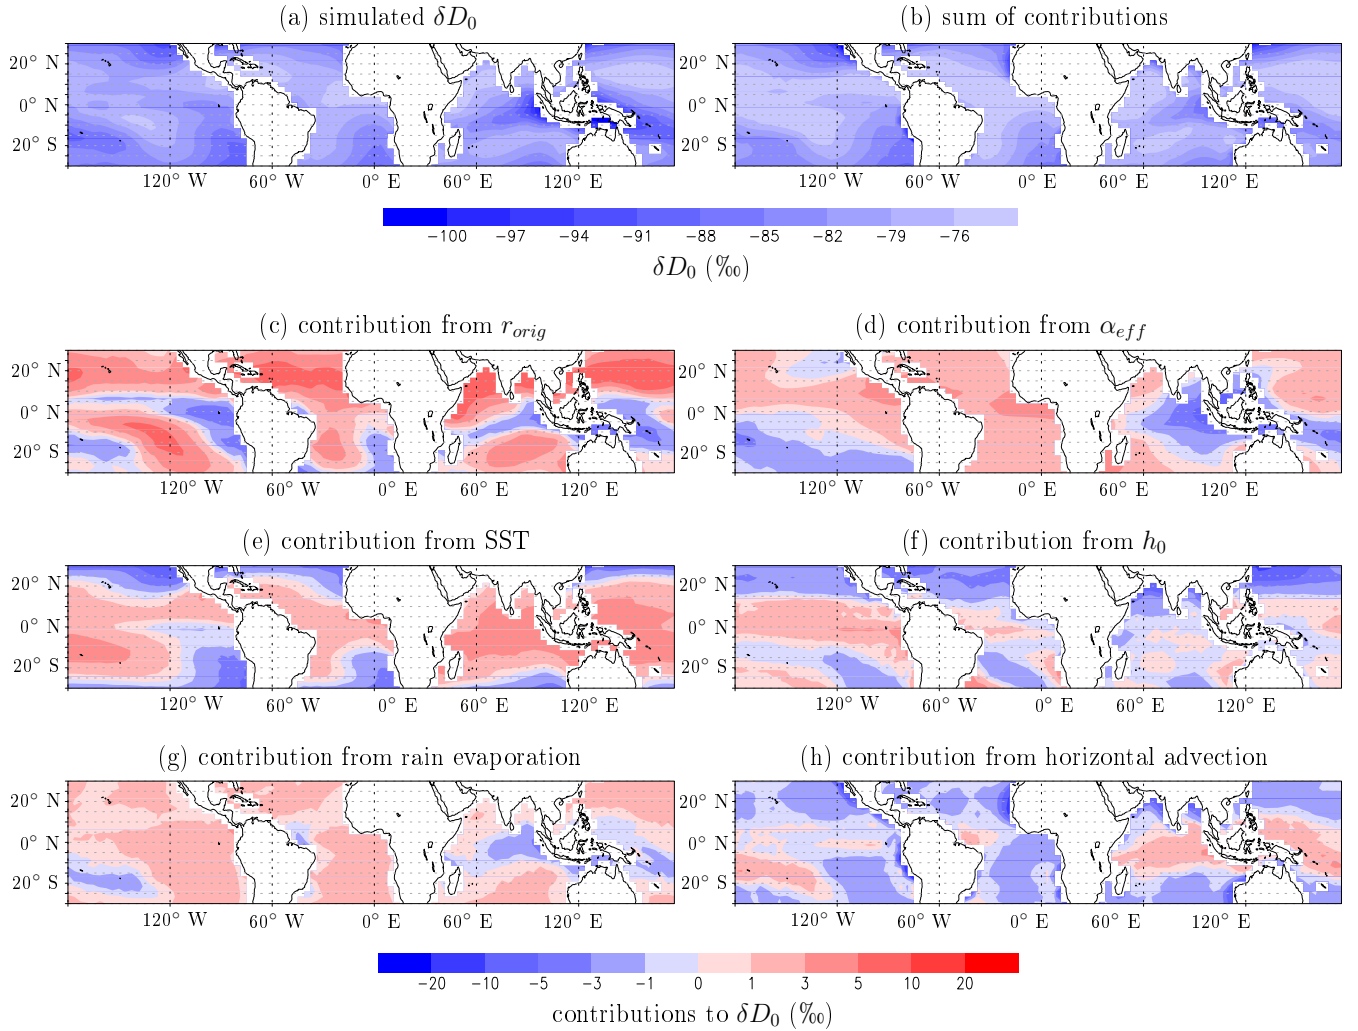 (a) simulated δD₀
(b) sum of contributions
20° N
0° N
20° S
120° W
60° W
0° E
60° E
120° E
20° N
0° N
20° S
120° W
60° W
0° E
60° E
120° E
−100
−97
−94
−91
−88
−85
−82
−79
−76
δD₀ (‰)
(c) contribution from r_orig
(d) contribution from α_eff
20° N
0° N
20° S
120° W
60° W
0° E
60° E
120° E
20° N
0° N
20° S
120° W
60° W
0° E
60° E
120° E
(e) contribution from SST
(f) contribution from h₀
20° N
0° N
20° S
120° W
60° W
0° E
60° E
120° E
20° N
0° N
20° S
120° W
60° W
0° E
60° E
120° E
(g) contribution from rain evaporation
(h) contribution from horizontal advection
20° N
0° N
20° S
120° W
60° W
0° E
60° E
120° E
20° N
0° N
20° S
120° W
60° W
0° E
60° E
120° E
−20
−10
−5
−3
−1
0
1
3
5
10
20
contributions to δD₀ (‰)